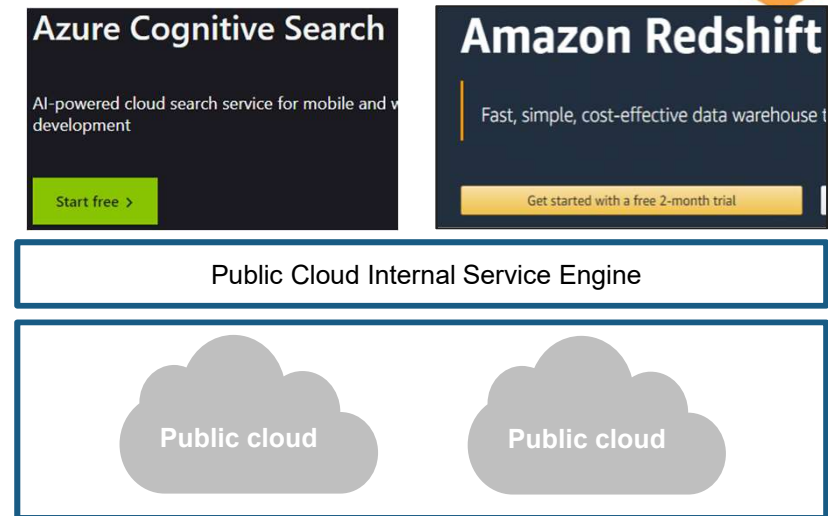 Azure Cognitive Search
AI-powered cloud search service for mobile and
development
Start free >
Amazon Redshift
Fast, simple, cost-effective data warehouse
Get started with a free 2-month trial
Public Cloud Internal Service Engine
Public cloud
Public cloud